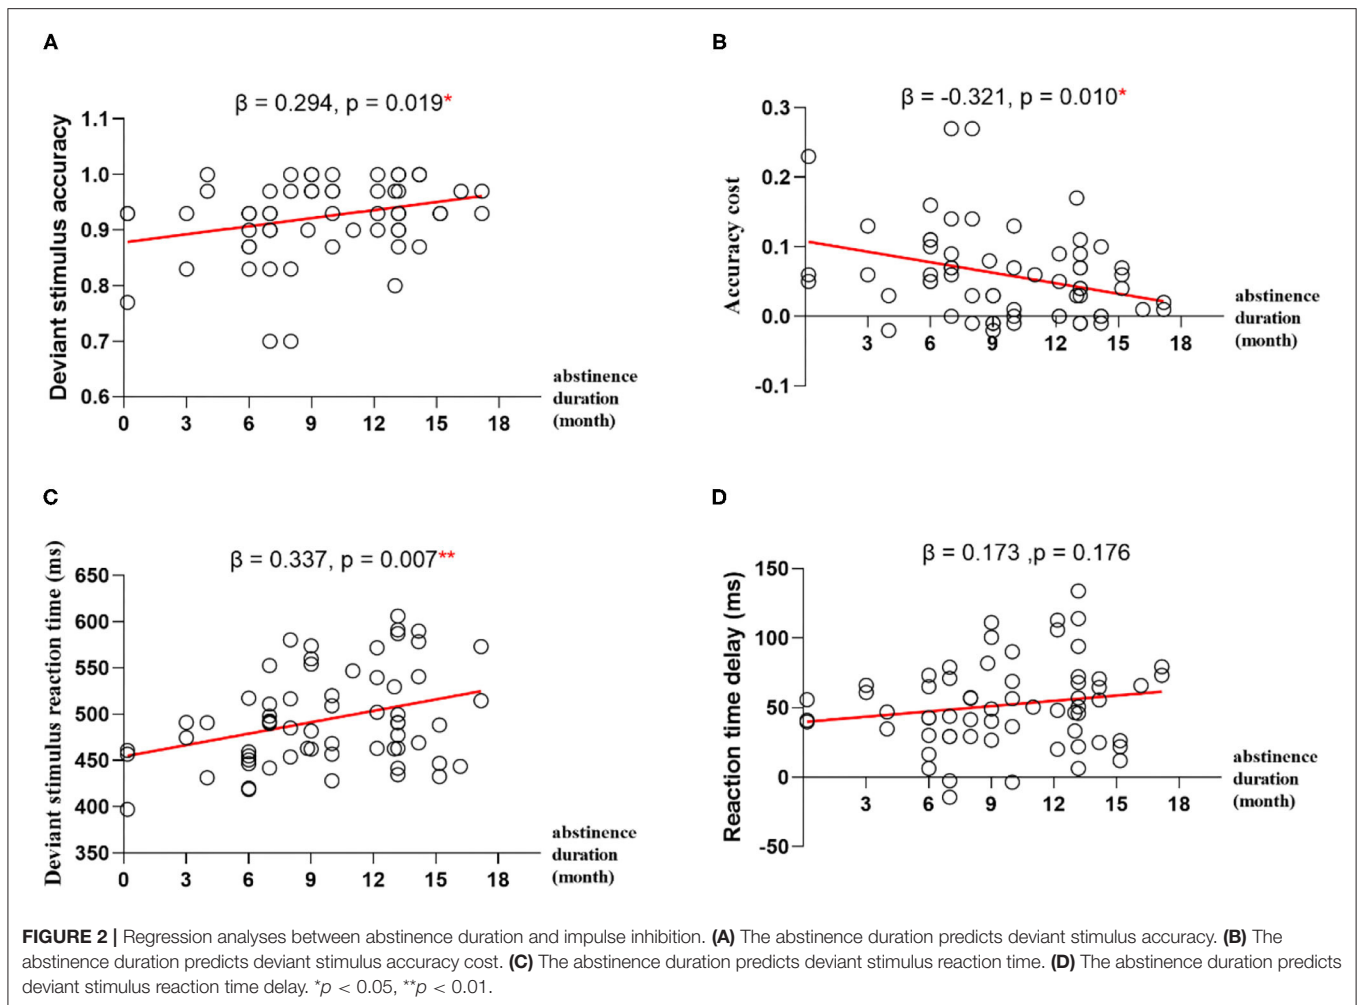 A
β = 0.294, p = 0.019*
Deviant stimulus accuracy
1.1
1.0
0.9
0.8
0.7
0.6
0 3 6 9 12 15 18
abstinence
duration
(month)
B
β = -0.321, p = 0.010*
Accuracy cost
0.3
0.2
0.1
0.0
-0.1
3 6 9 12 15 18
abstinence
duration
(month)
C
β = 0.337, p = 0.007**
Deviant stimulus reaction time (ms)
650
600
550
500
450
400
350
0 3 6 9 12 15 18
abstinence
duration
(month)
D
β = 0.173 ,p = 0.176
Reaction time delay (ms)
150
100
50
0
-50
3 6 9 12 15 18
abstinence
duration
(month)
FIGURE 2 | Regression analyses between abstinence duration and impulse inhibition. (A) The abstinence duration predicts deviant stimulus accuracy. (B) The
abstinence duration predicts deviant stimulus accuracy cost. (C) The abstinence duration predicts deviant stimulus reaction time. (D) The abstinence duration predicts
deviant stimulus reaction time delay. *p < 0.05, **p < 0.01.